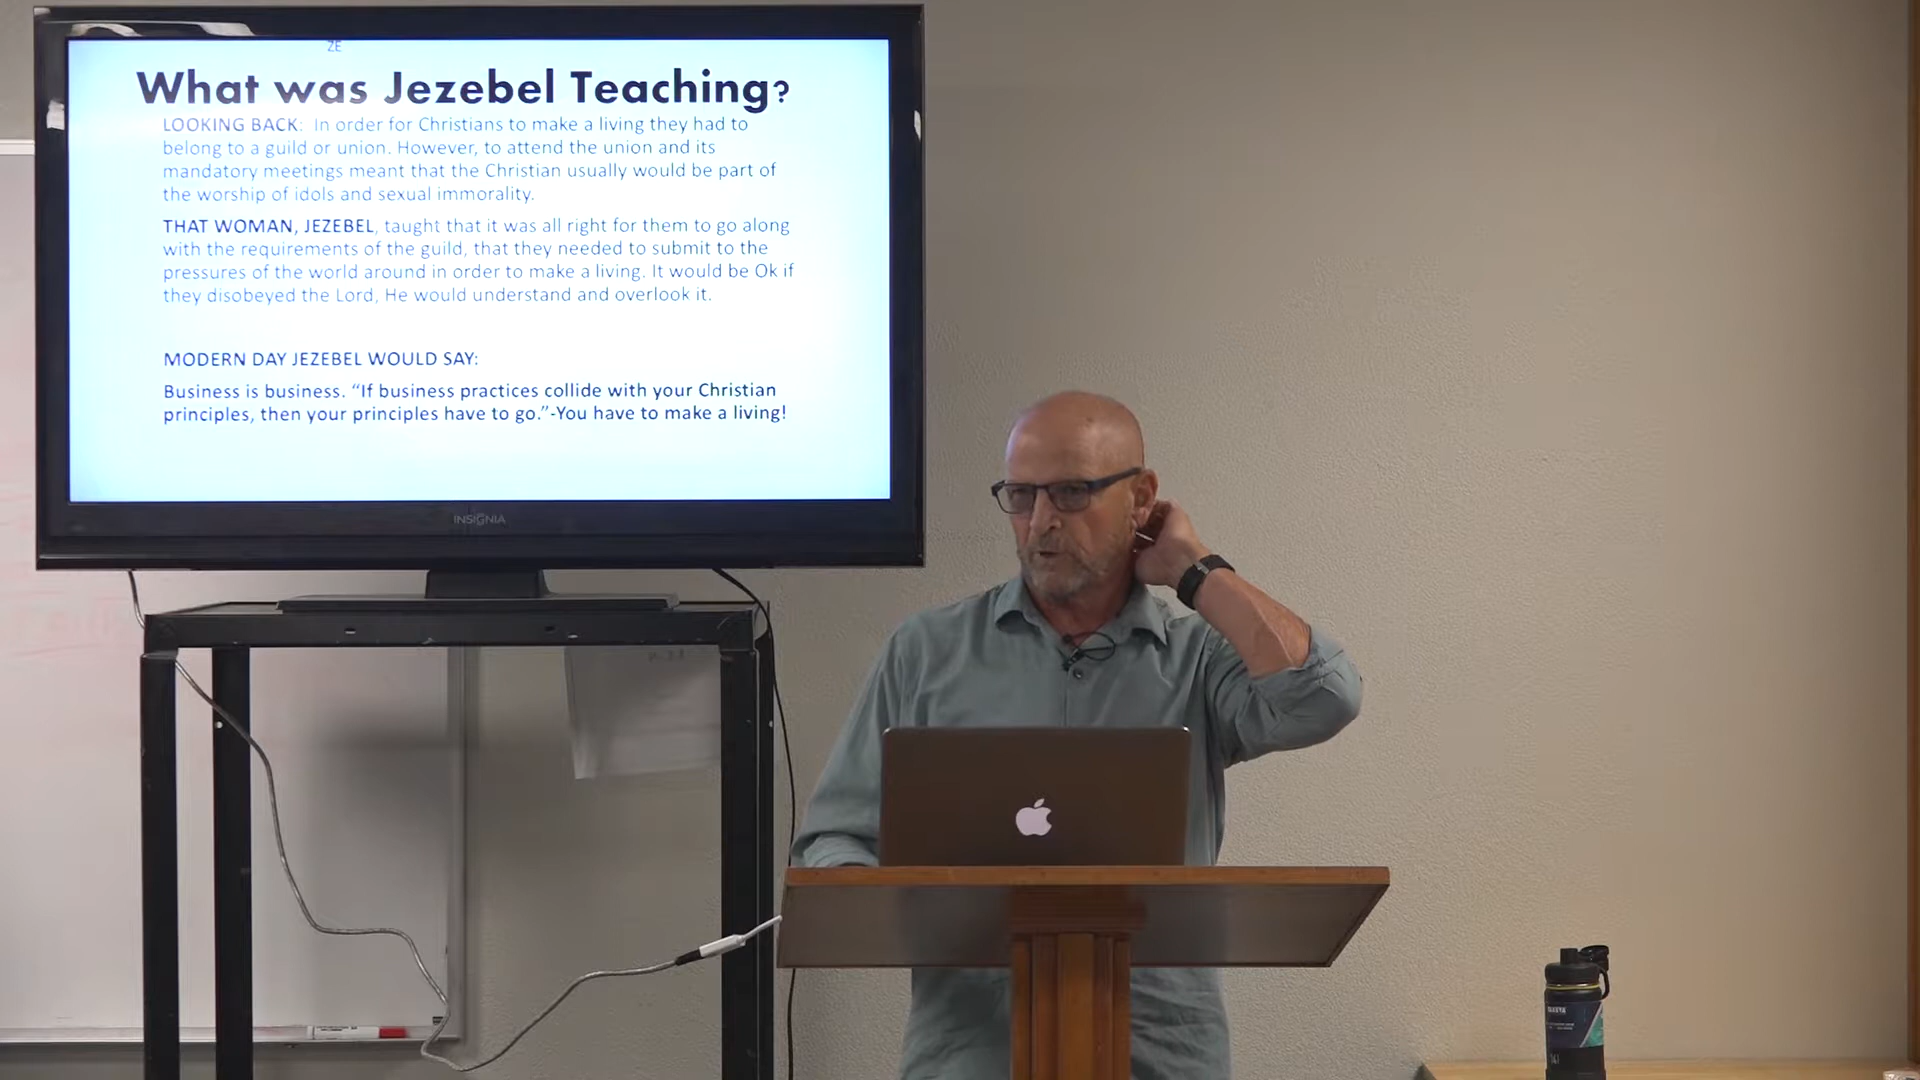 ZE
What was Jezebel Teaching?
LOOKING BACK: In order for Christians to make a living they had to
belong to a guild or union. However, to attend the union and its
mandatory meetings meant that the Christian usually would be part of
the worship of idols and sexual immorality.
THAT WOMAN, JEZEBEL, taught that it was all right for them to go along
with the requirements of the guild, that they needed to submit to the
pressures of the world around in order to make a living. It would be Ok if
they disobeyed the Lord, He would understand and overlook it.
MODERN DAY JEZEBEL WOULD SAY:
Business is business. “If business practices collide with your Christian
principles, then your principles have to go.”-You have to make a living!
INSIGNIA